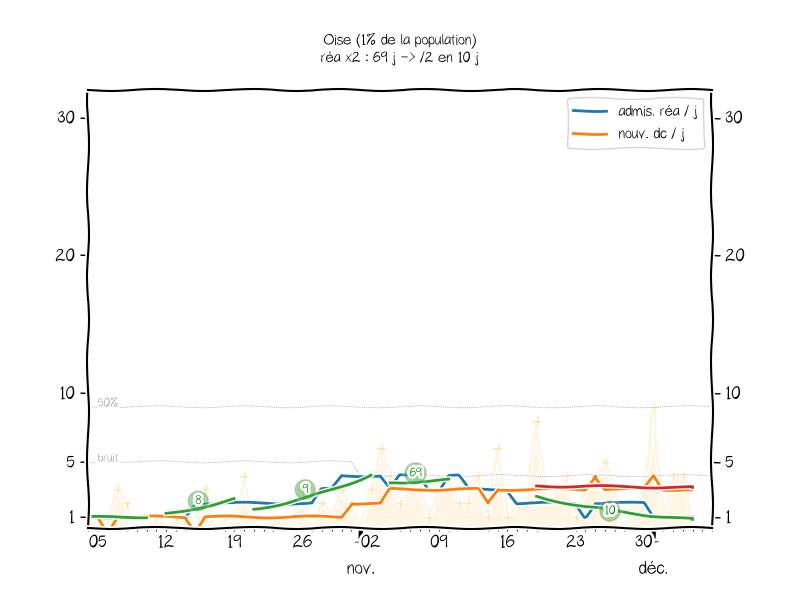 Oise (1% de la population)
réa x2 : 69 j -> /2 en 10 j
admis. réa / j
nouv. dc / j
30 30
20 20
10 10
50%
5 bruit 5
69
9
8
10
1 1
05 12 19 26 02 09 16 23 30
nov. déc.